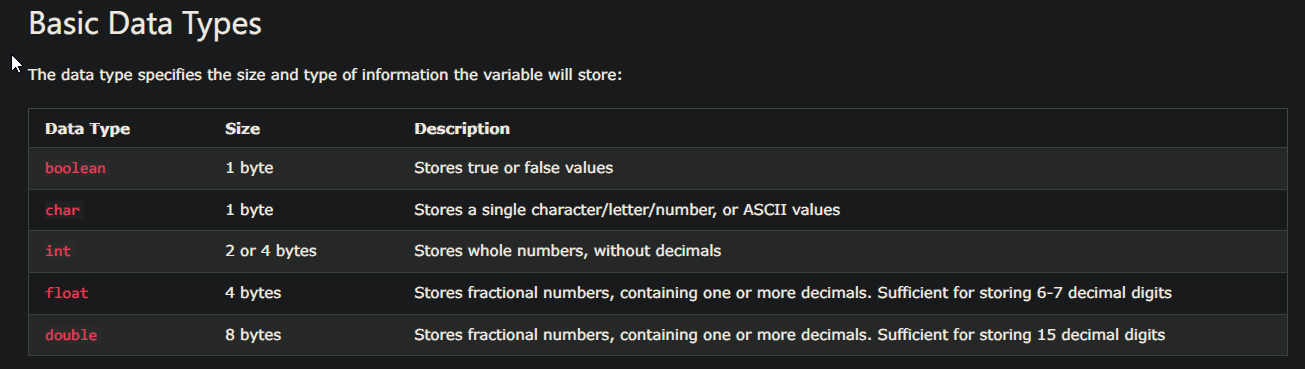 Basic Data Types
The data type specifies the size and type of information the variable will store:
Data Type Size Description
boolean 1 byte Stores true or false values
char 1 byte Stores a single character/letter/number, or ASCII values
int 2 or 4 bytes Stores whole numbers, without decimals
float 4 bytes Stores fractional numbers, containing one or more decimals. Sufficient for storing 6-7 decimal digits
double 8 bytes Stores fractional numbers, containing one or more decimals. Sufficient for storing 15 decimal digits